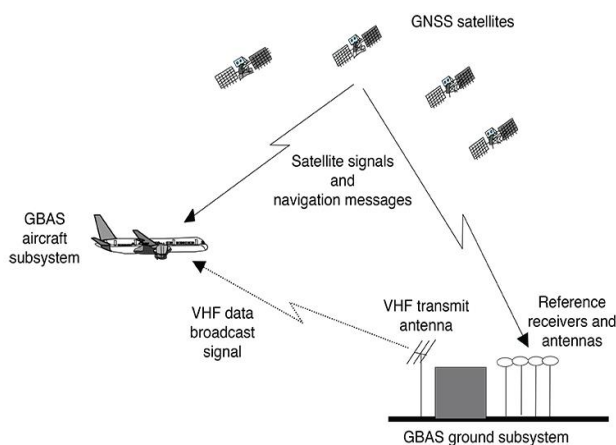 GNSS satellites
Satellite signals
and
navigation messages
GBAS
aircraft
subsystem
VHF data
broadcast
signal
VHF transmit
antenna
Reference
receivers and
antennas
GBAS ground subsystem